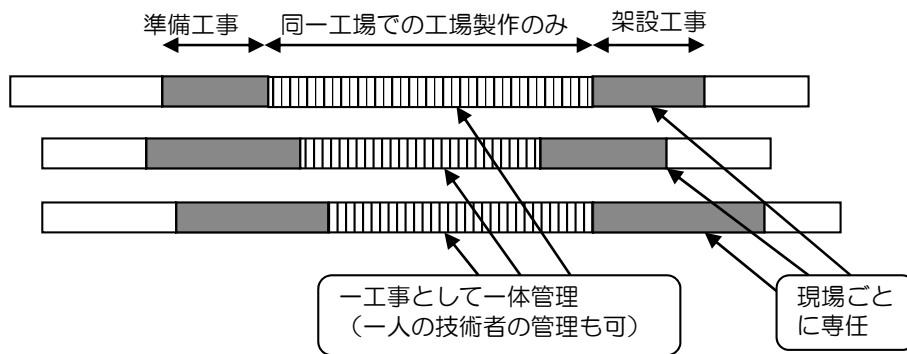 準備工事
同一工場での工場製作のみ
架設工事
一工事として一体管理
(一人の技術者の管理も可)
現場ごと
に専任